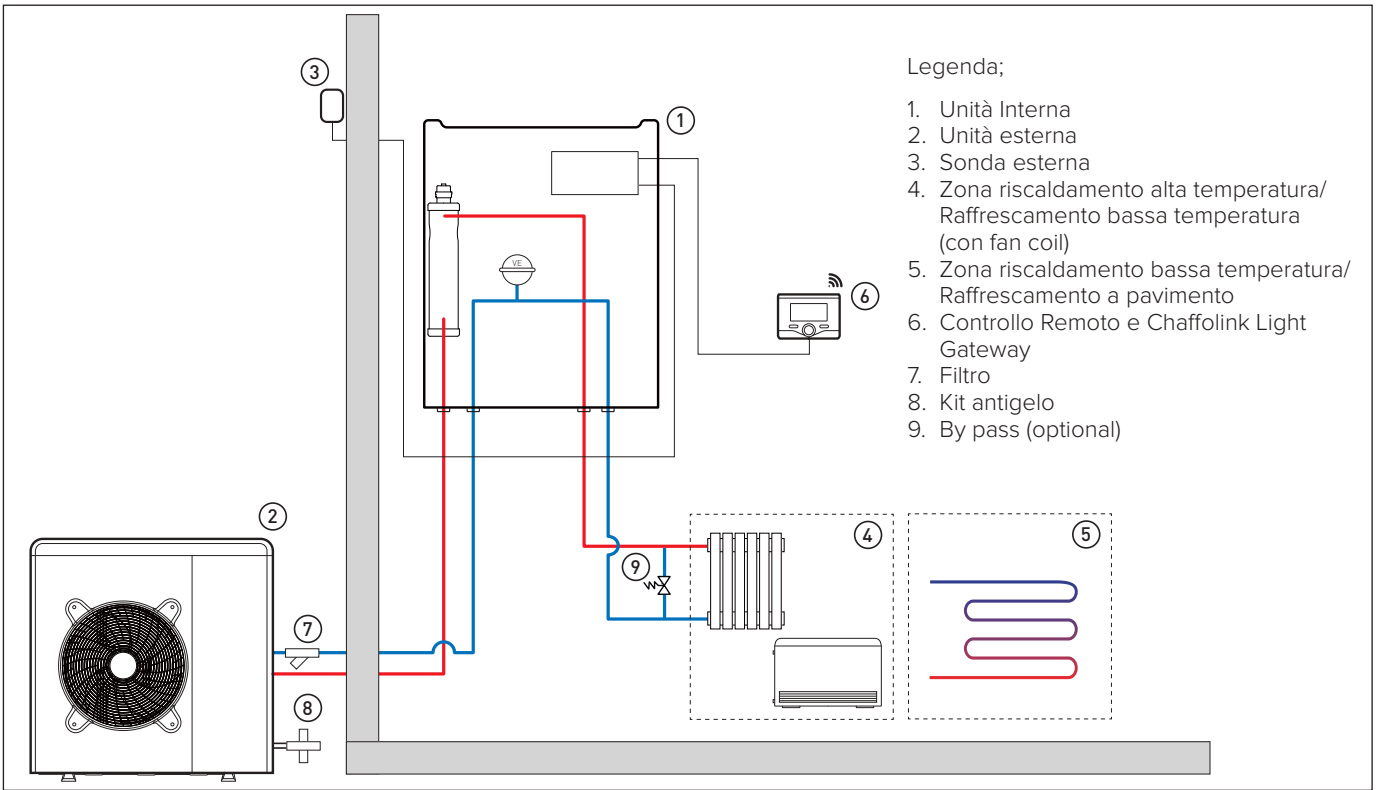 Legenda;
1. Unità Interna
2. Unità esterna
3. Sonda esterna
4. Zona riscaldamento alta temperatura/
Raffrescamento bassa temperatura
(con fan coil)
5. Zona riscaldamento bassa temperatura/
Raffrescamento a pavimento
6. Controllo Remoto e Chaffolink Light
Gateway
7. Filtro
8. Kit antigelo
9. By pass (optional)
3
1
VE
6
2
4
5
9
7
8